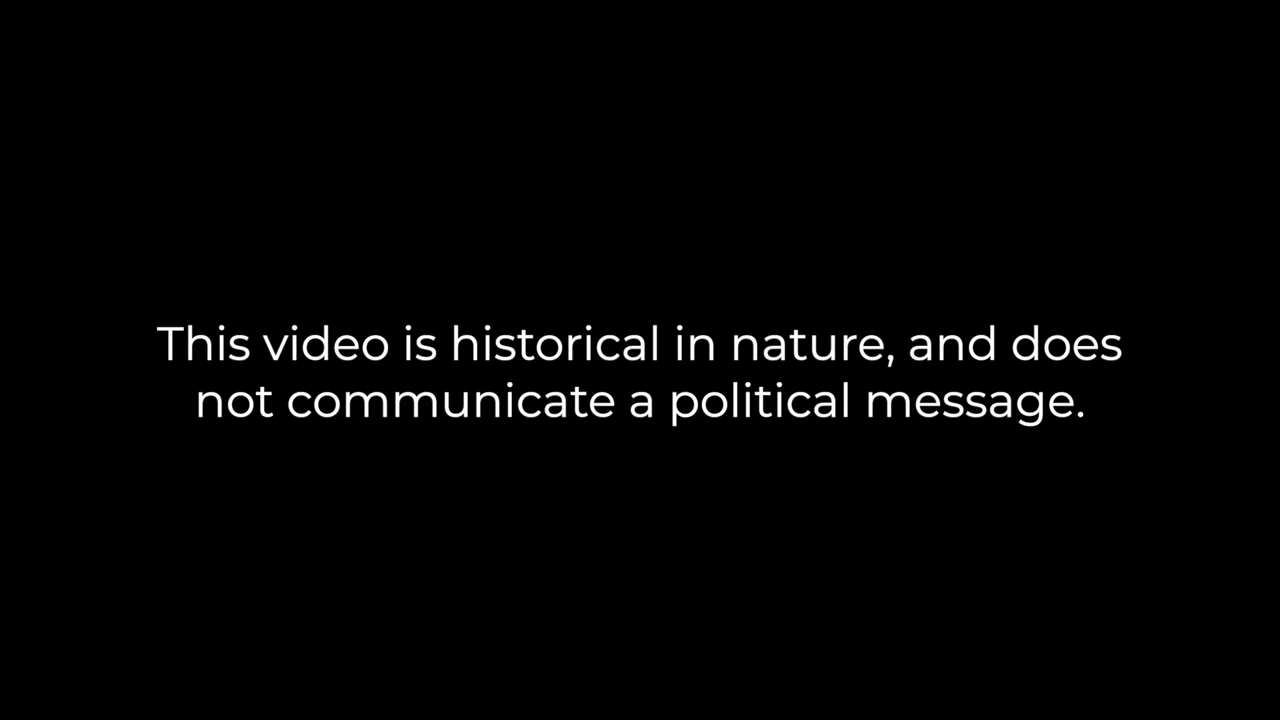 This video is historical in nature, and does
not communicate a political message.